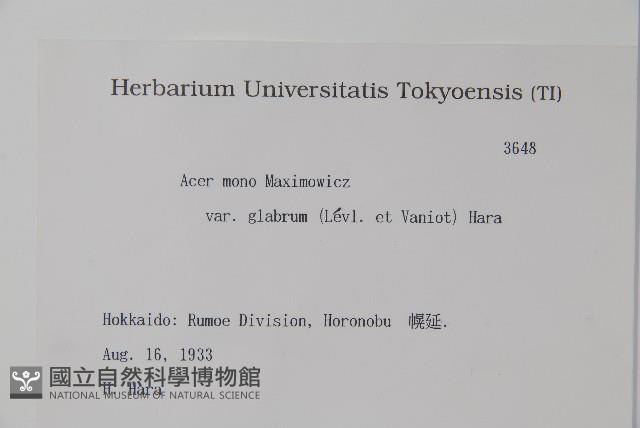 Herbarium Universitatis Tokyoensis (TI)
3648
Acer mono Maximowicz
var. glabrum (Lévl. et Vaniot) Hara
Hokkaido: Rumoe Division, Horonobu 幌延.
Aug. 16, 1933
H. Hara
國立自然科學博物館
NATIONAL MUSEUM OF NATURAL SCIENCE